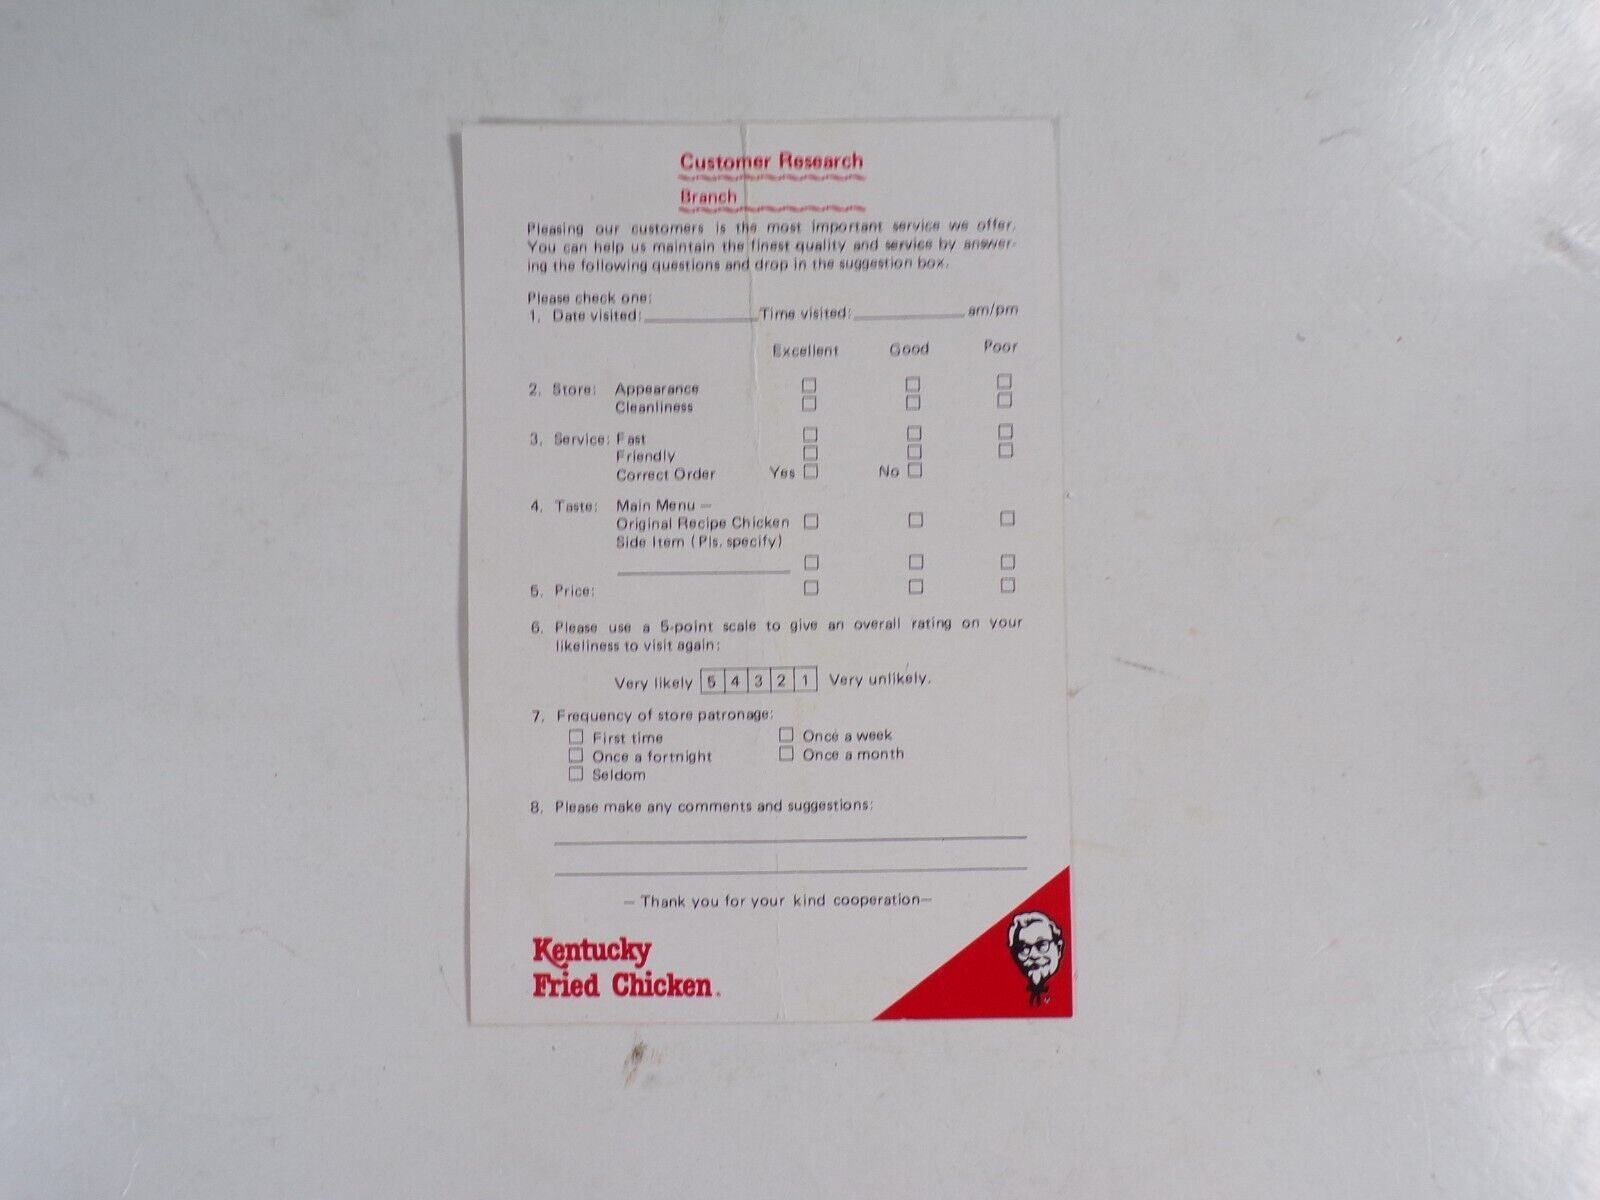 Customer Research
Branch
Pleasing our customers is the most important service we offer.
You can help us maintain the finest quality and service by answer-
ing the following questions and drop in the suggestion box.
Please check one:
1. Date visited: Time visited: am/pm
Excellent Good Poor
2. Store: Appearance
Cleanliness
3. Service: Fast
Friendly
Correct Order Yes No
4. Taste: Main Menu —
Original Recipe Chicken
Side Item (Pls. specify)
5. Price:
6. Please use a 5-point scale to give an overall rating on your
likeliness to visit again:
Very likely 5 4 3 2 1 Very unlikely.
7. Frequency of store patronage:
First time Once a week
Once a fortnight Once a month
Seldom
8. Please make any comments and suggestions:
— Thank you for your kind cooperation—
Kentucky
Fried Chicken.